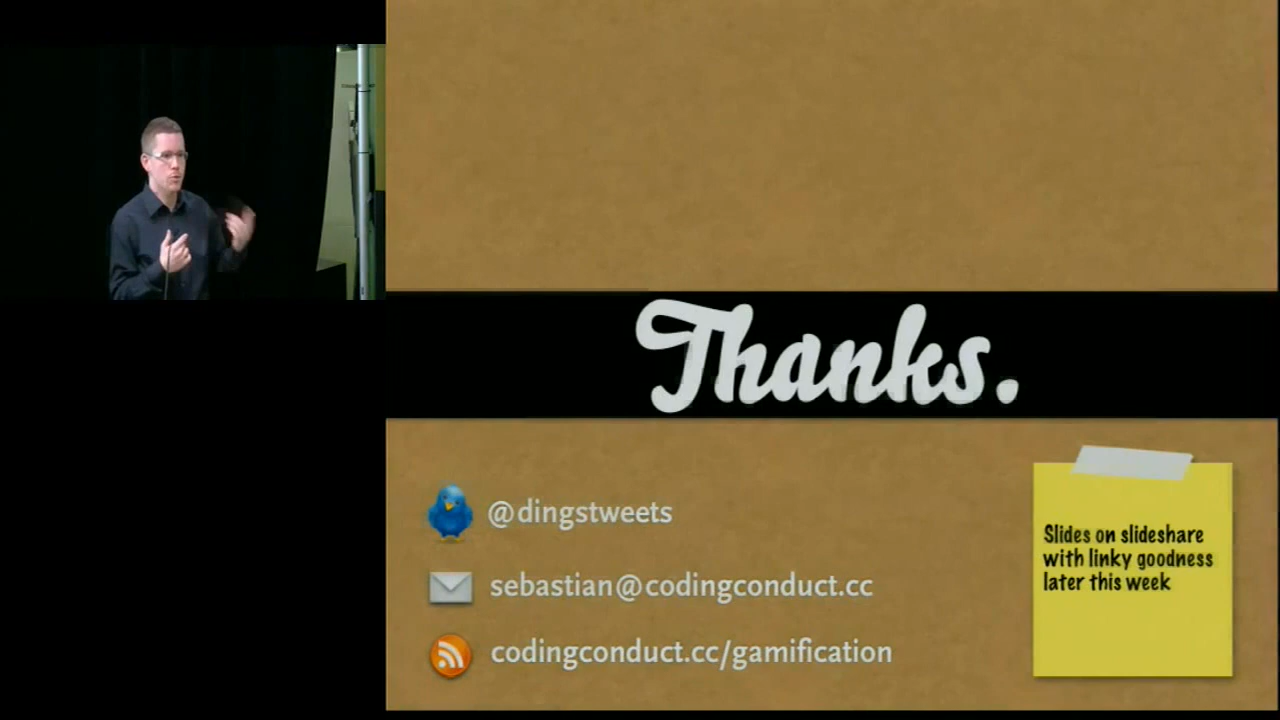 Thanks.
@dingstweets
sebastian@codingconduct.cc
codingconduct.cc/gamification
Slides on slideshare
with linky goodness
later this week